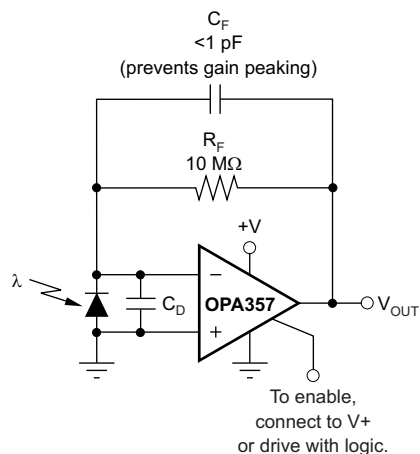 C_F
<1 pF
(prevents gain peaking)
R_F
10 MΩ
+V
λ
−
OPA357
C_D
+
V_OUT
To enable,
connect to V+
or drive with logic.